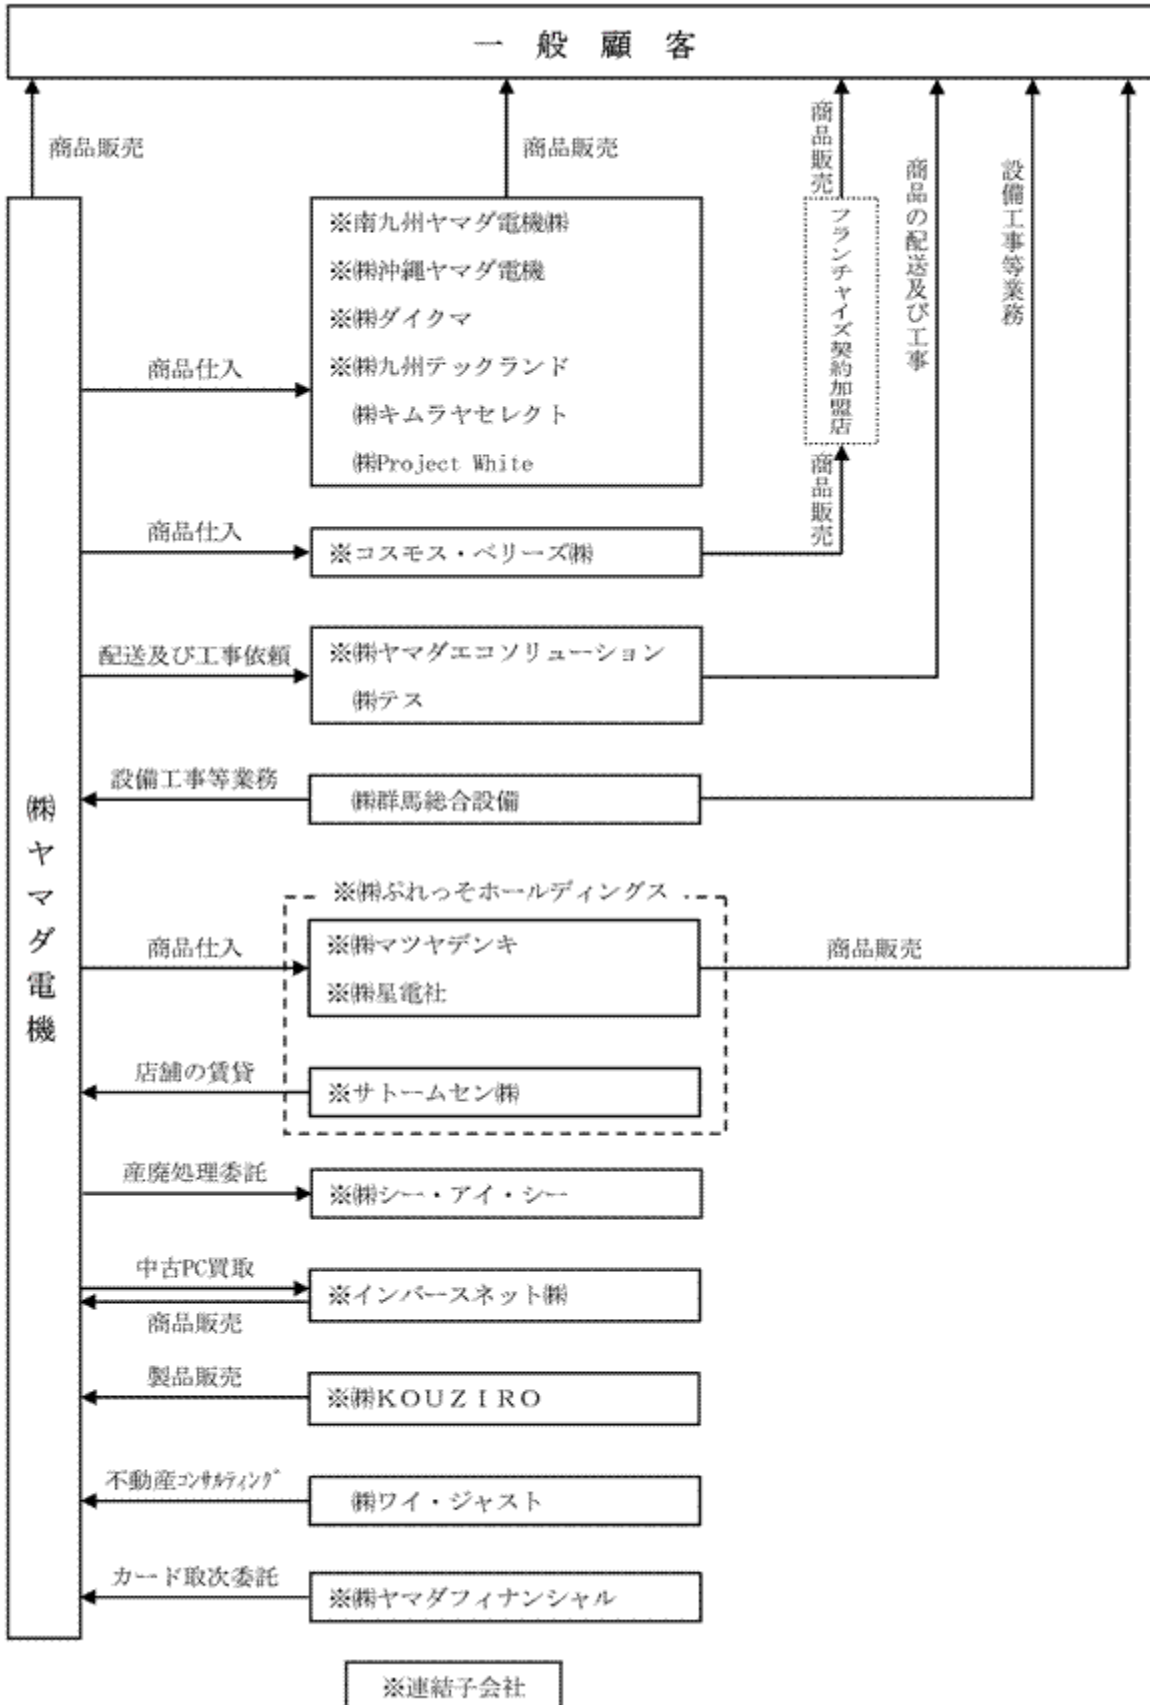 一般顧客
商品販売
商品販売
商品販売
商品の配送及び工事
設備工事等業務
㈱ヤマダ電機
※南九州ヤマダ電機㈱
※㈱沖縄ヤマダ電機
※㈱ダイクマ
※㈱九州テックランド
㈱キムラヤセレクト
㈱Project White
商品仕入
フランチャイズ契約加盟店
商品販売
商品仕入
※コスモス・ベリーズ㈱
配送及び工事依頼
※㈱ヤマダエコソリューション
㈱テス
設備工事等業務
㈱群馬総合設備
※㈱ぷれっそホールディングス
商品仕入
※㈱マツヤデンキ
※㈱星電社
商品販売
店舗の賃貸
※サトームセン㈱
産廃処理委託
※㈱シー・アイ・シー
中古PC買取
※インバースネット㈱
商品販売
製品販売
※㈱ＫＯＵＺＩＲＯ
不動産ｺﾝｻﾙﾃｨﾝｸﾞ
㈱ワイ・ジャスト
カード取次委託
※㈱ヤマダフィナンシャル
※連結子会社